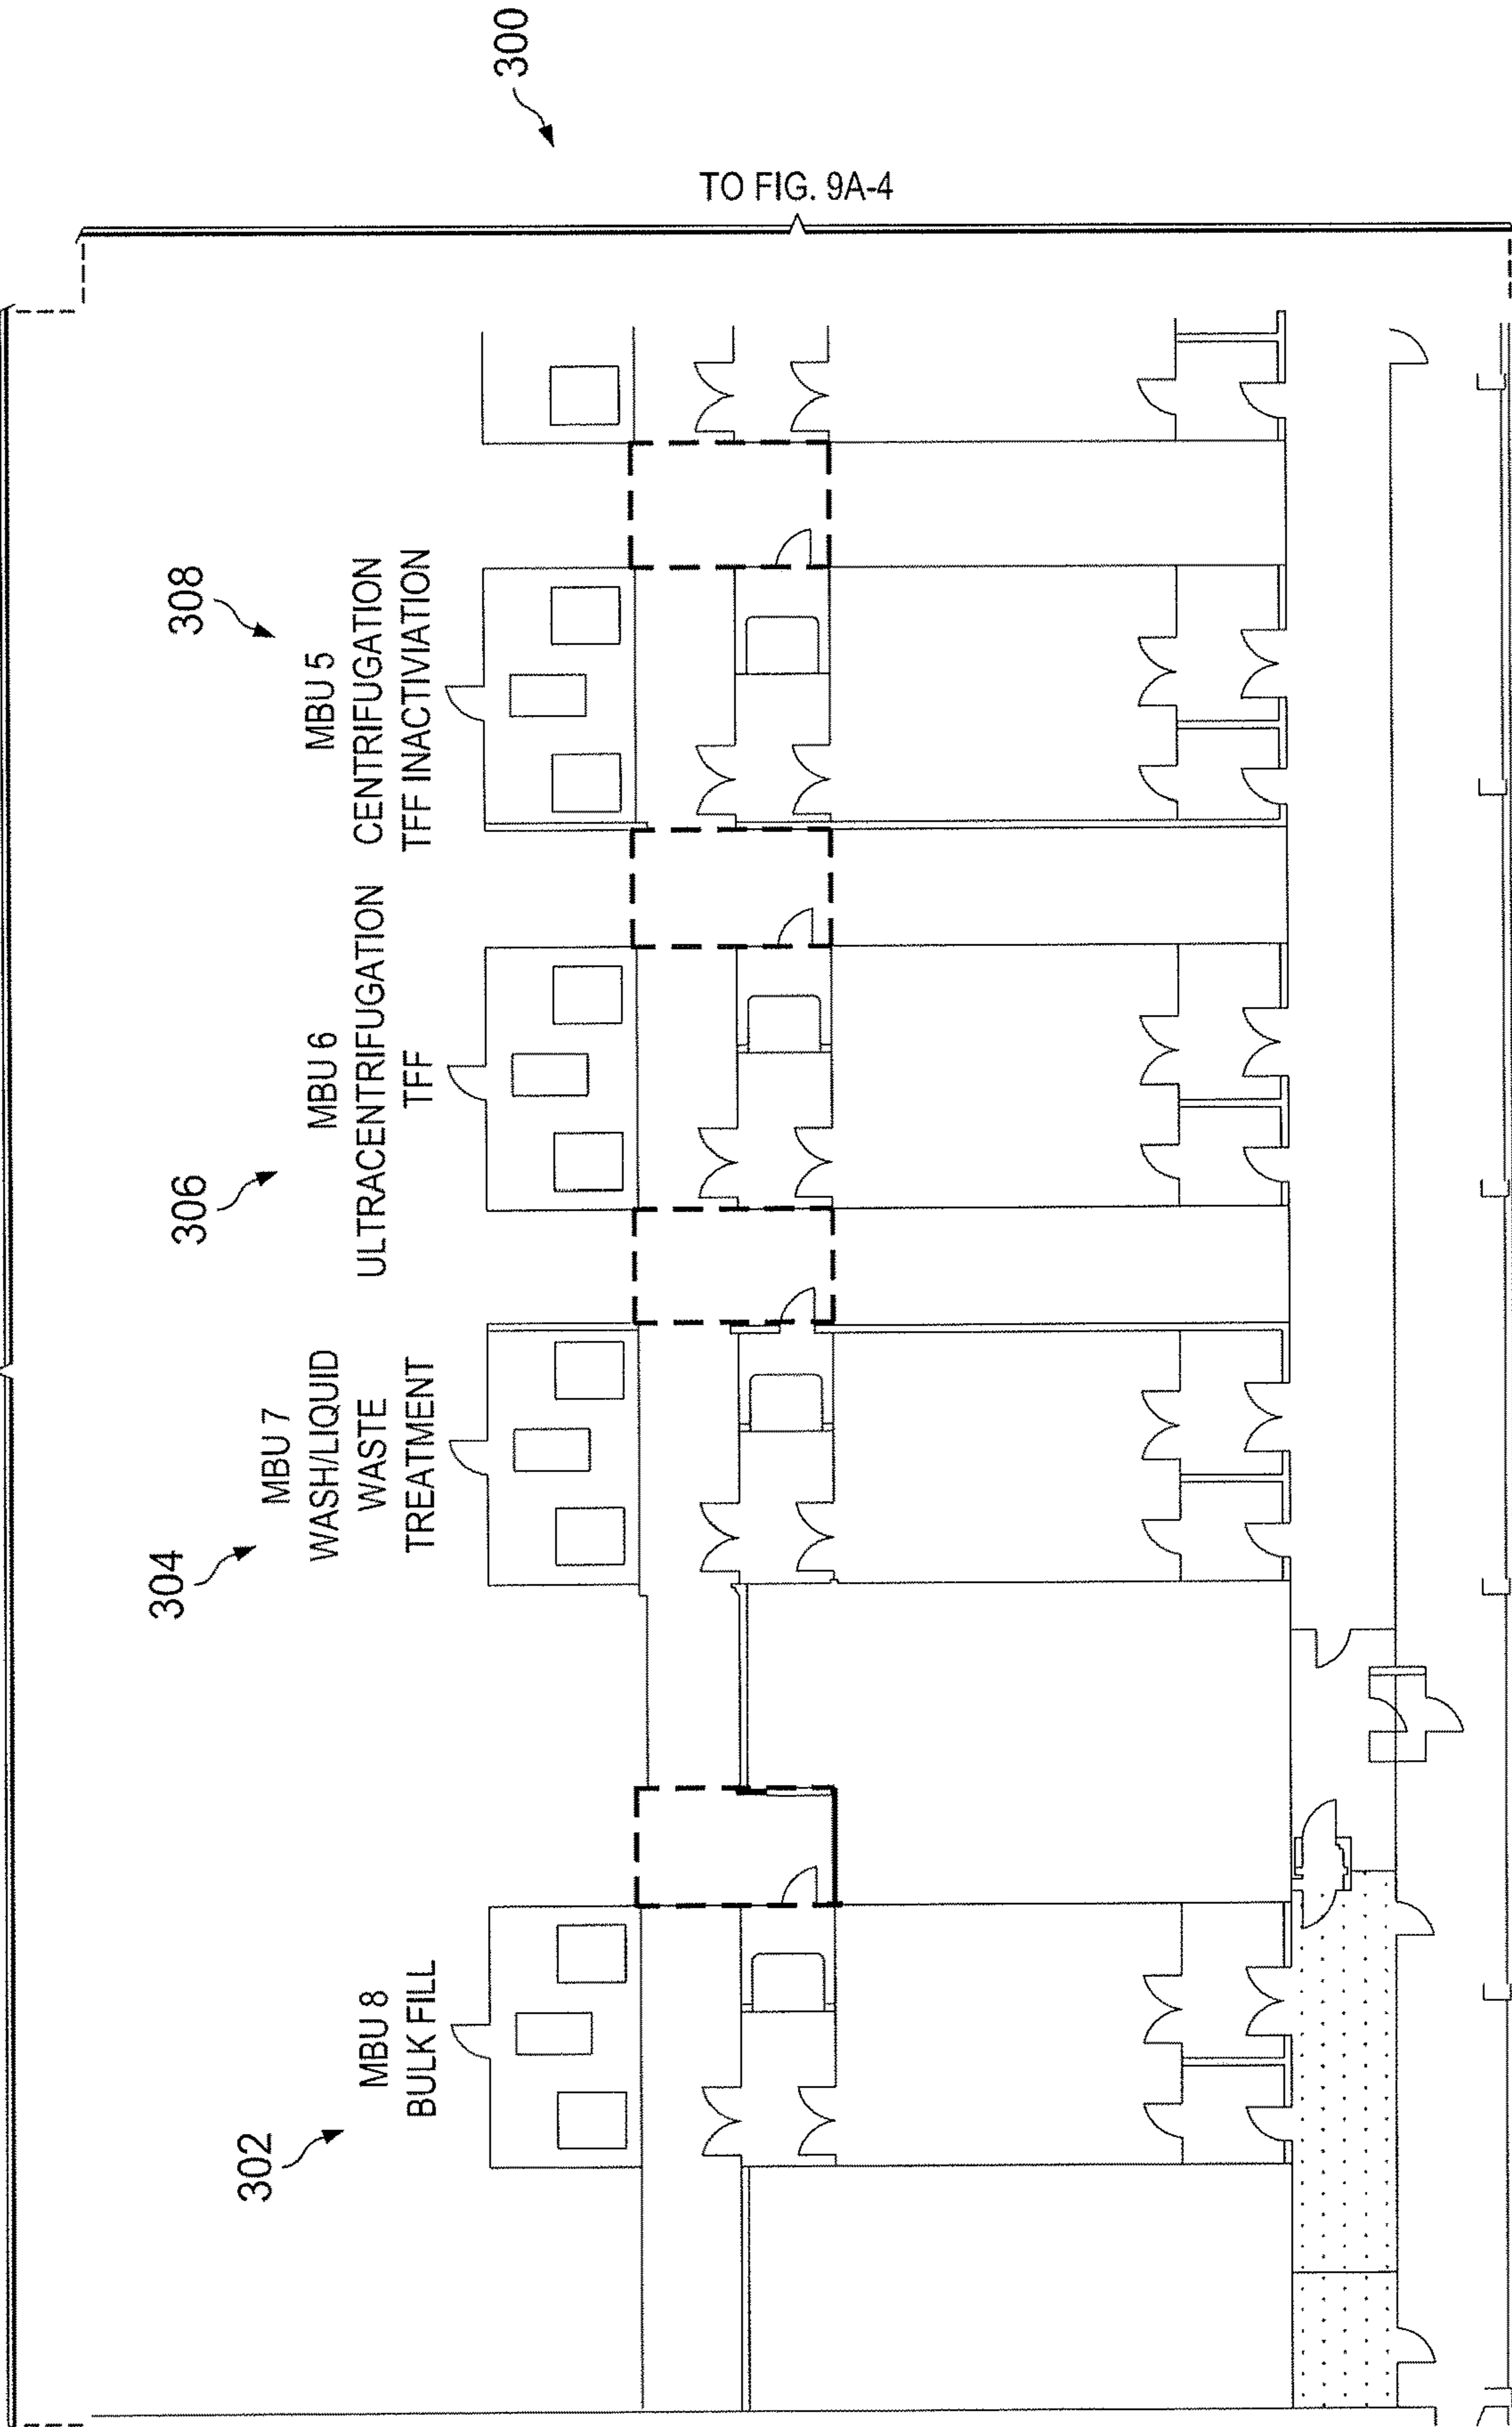 300
TO FIG. 9A-4
308
MBU 5
CENTRIFUGATION
TFF INACTIVIATION
306
MBU 6
ULTRACENTRIFUGATION
TFF
304
MBU 7
WASH/LIQUID
WASTE
TREATMENT
302
MBU 8
BULK FILL